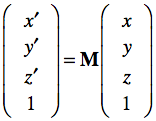 x′ x
y′ = M y
z′ z
1 1